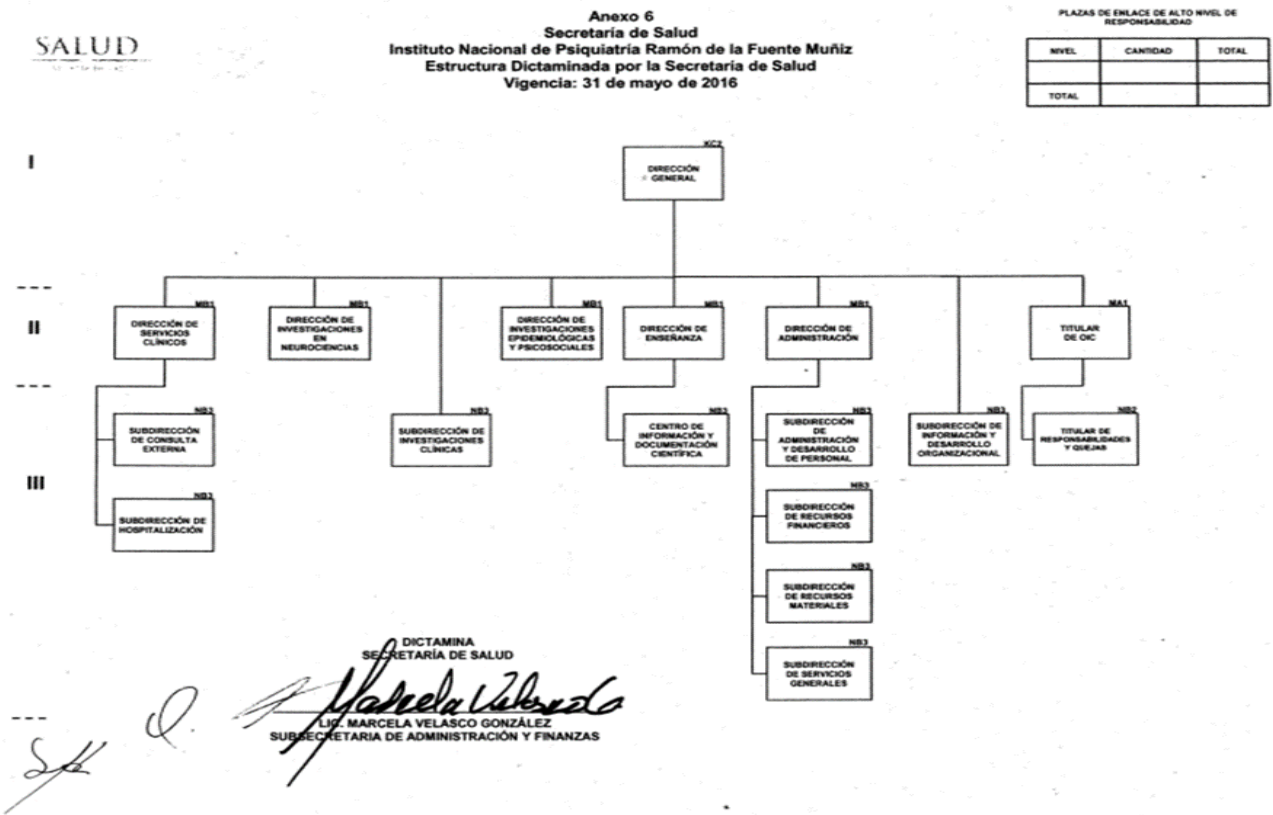 Anexo 6
Secretaría de Salud
Instituto Nacional de Psiquiatría Ramón de la Fuente Muñiz
Estructura Dictaminada por la Secretaría de Salud
Vigencia: 31 de mayo de 2016
SALUD
PLAZAS DE ENLACE DE ALTO NIVEL DE
RESPONSABILIDAD
NIVEL CANTIDAD TOTAL
TOTAL
I
KC2
DIRECCIÓN
GENERAL
II
MB1
DIRECCIÓN DE
SERVICIOS
CLÍNICOS
MB1
DIRECCIÓN DE
INVESTIGACIONES
EN
NEUROCIENCIAS
MB1
DIRECCIÓN DE
INVESTIGACIONES
EPIDEMIOLÓGICAS
Y PSICOSOCIALES
MB1
DIRECCIÓN DE
ENSEÑANZA
MB1
DIRECCIÓN DE
ADMINISTRACIÓN
MA1
TITULAR
DE OIC
III
NB3
SUBDIRECCIÓN
DE CONSULTA
EXTERNA
NB3
SUBDIRECCIÓN DE
INVESTIGACIONES
CLÍNICAS
NB3
CENTRO DE
INFORMACIÓN Y
DOCUMENTACIÓN
CIENTÍFICA
NB3
SUBDIRECCIÓN
DE
ADMINISTRACIÓN
Y DESARROLLO
DE PERSONAL
NB3
SUBDIRECCIÓN DE
INFORMACIÓN Y
DESARROLLO
ORGANIZACIONAL
NB2
TITULAR DE
RESPONSABILIDADES
Y QUEJAS
NB3
SUBDIRECCIÓN DE
HOSPITALIZACIÓN
NB3
SUBDIRECCIÓN
DE RECURSOS
FINANCIEROS
NB3
SUBDIRECCIÓN
DE RECURSOS
MATERIALES
NB3
SUBDIRECCIÓN
DE SERVICIOS
GENERALES
DICTAMINA
SECRETARÍA DE SALUD
Marcela Velasco G
LIC. MARCELA VELASCO GONZÁLEZ
SUBSECRETARIA DE ADMINISTRACIÓN Y FINANZAS